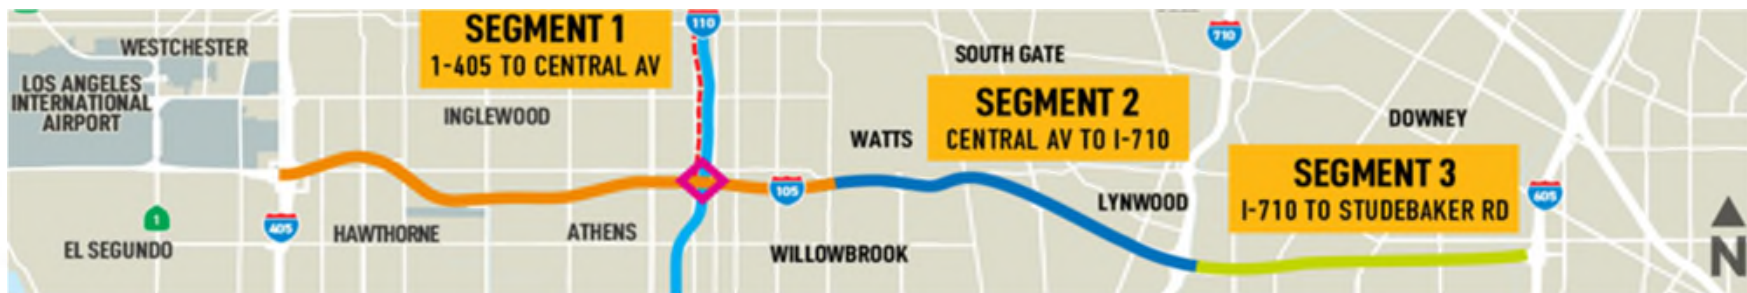 SEGMENT 1
1-405 TO CENTRAL AV
110
710
WESTCHESTER
SOUTH GATE
LOS ANGELES
INTERNATIONAL
AIRPORT
INGLEWOOD
SEGMENT 2
CENTRAL AV TO I-710
DOWNEY
WATTS
SEGMENT 3
I-710 TO STUDEBAKER RD
105
605
LYNWOOD
1
405
HAWTHORNE
ATHENS
EL SEGUNDO
WILLOWBROOK
N